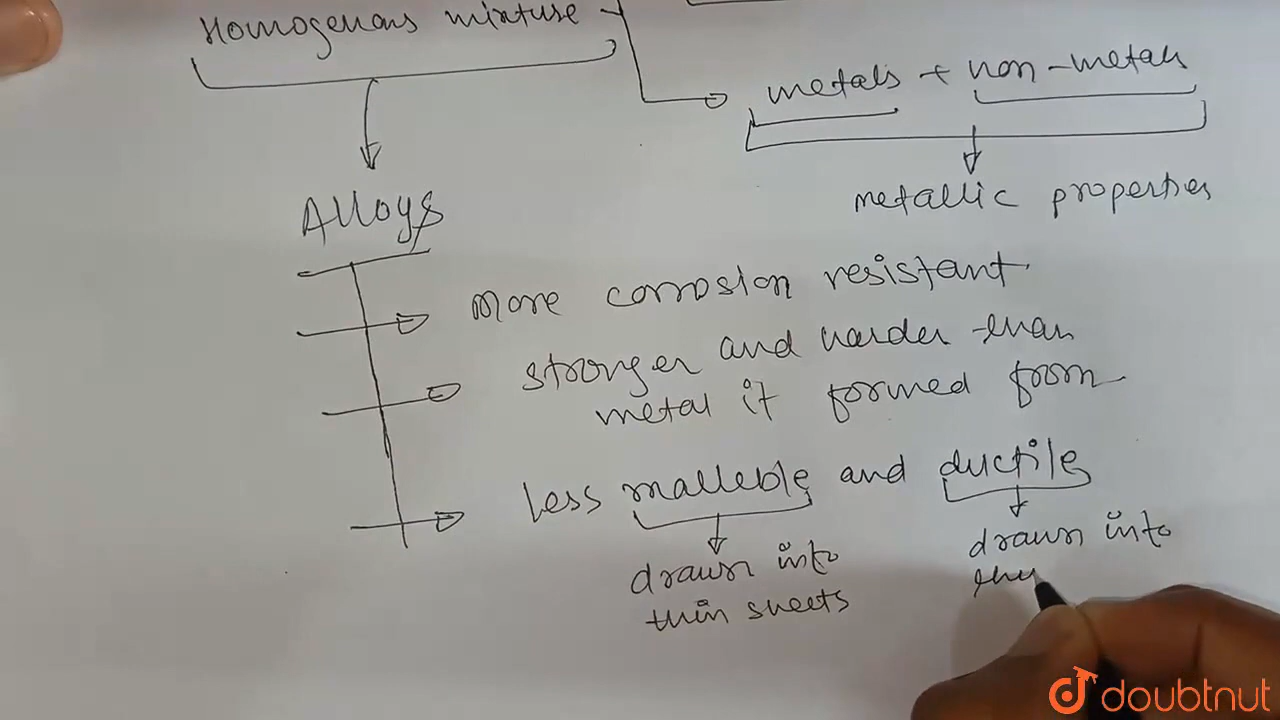 Homogenous mixture
metals + non-metals
metallic properties
Alloys
more corrosion resistant
stronger and harder than
metal it formed from
less malleble and ductile
drawn into
thin sheets
drawn into
doubtnut